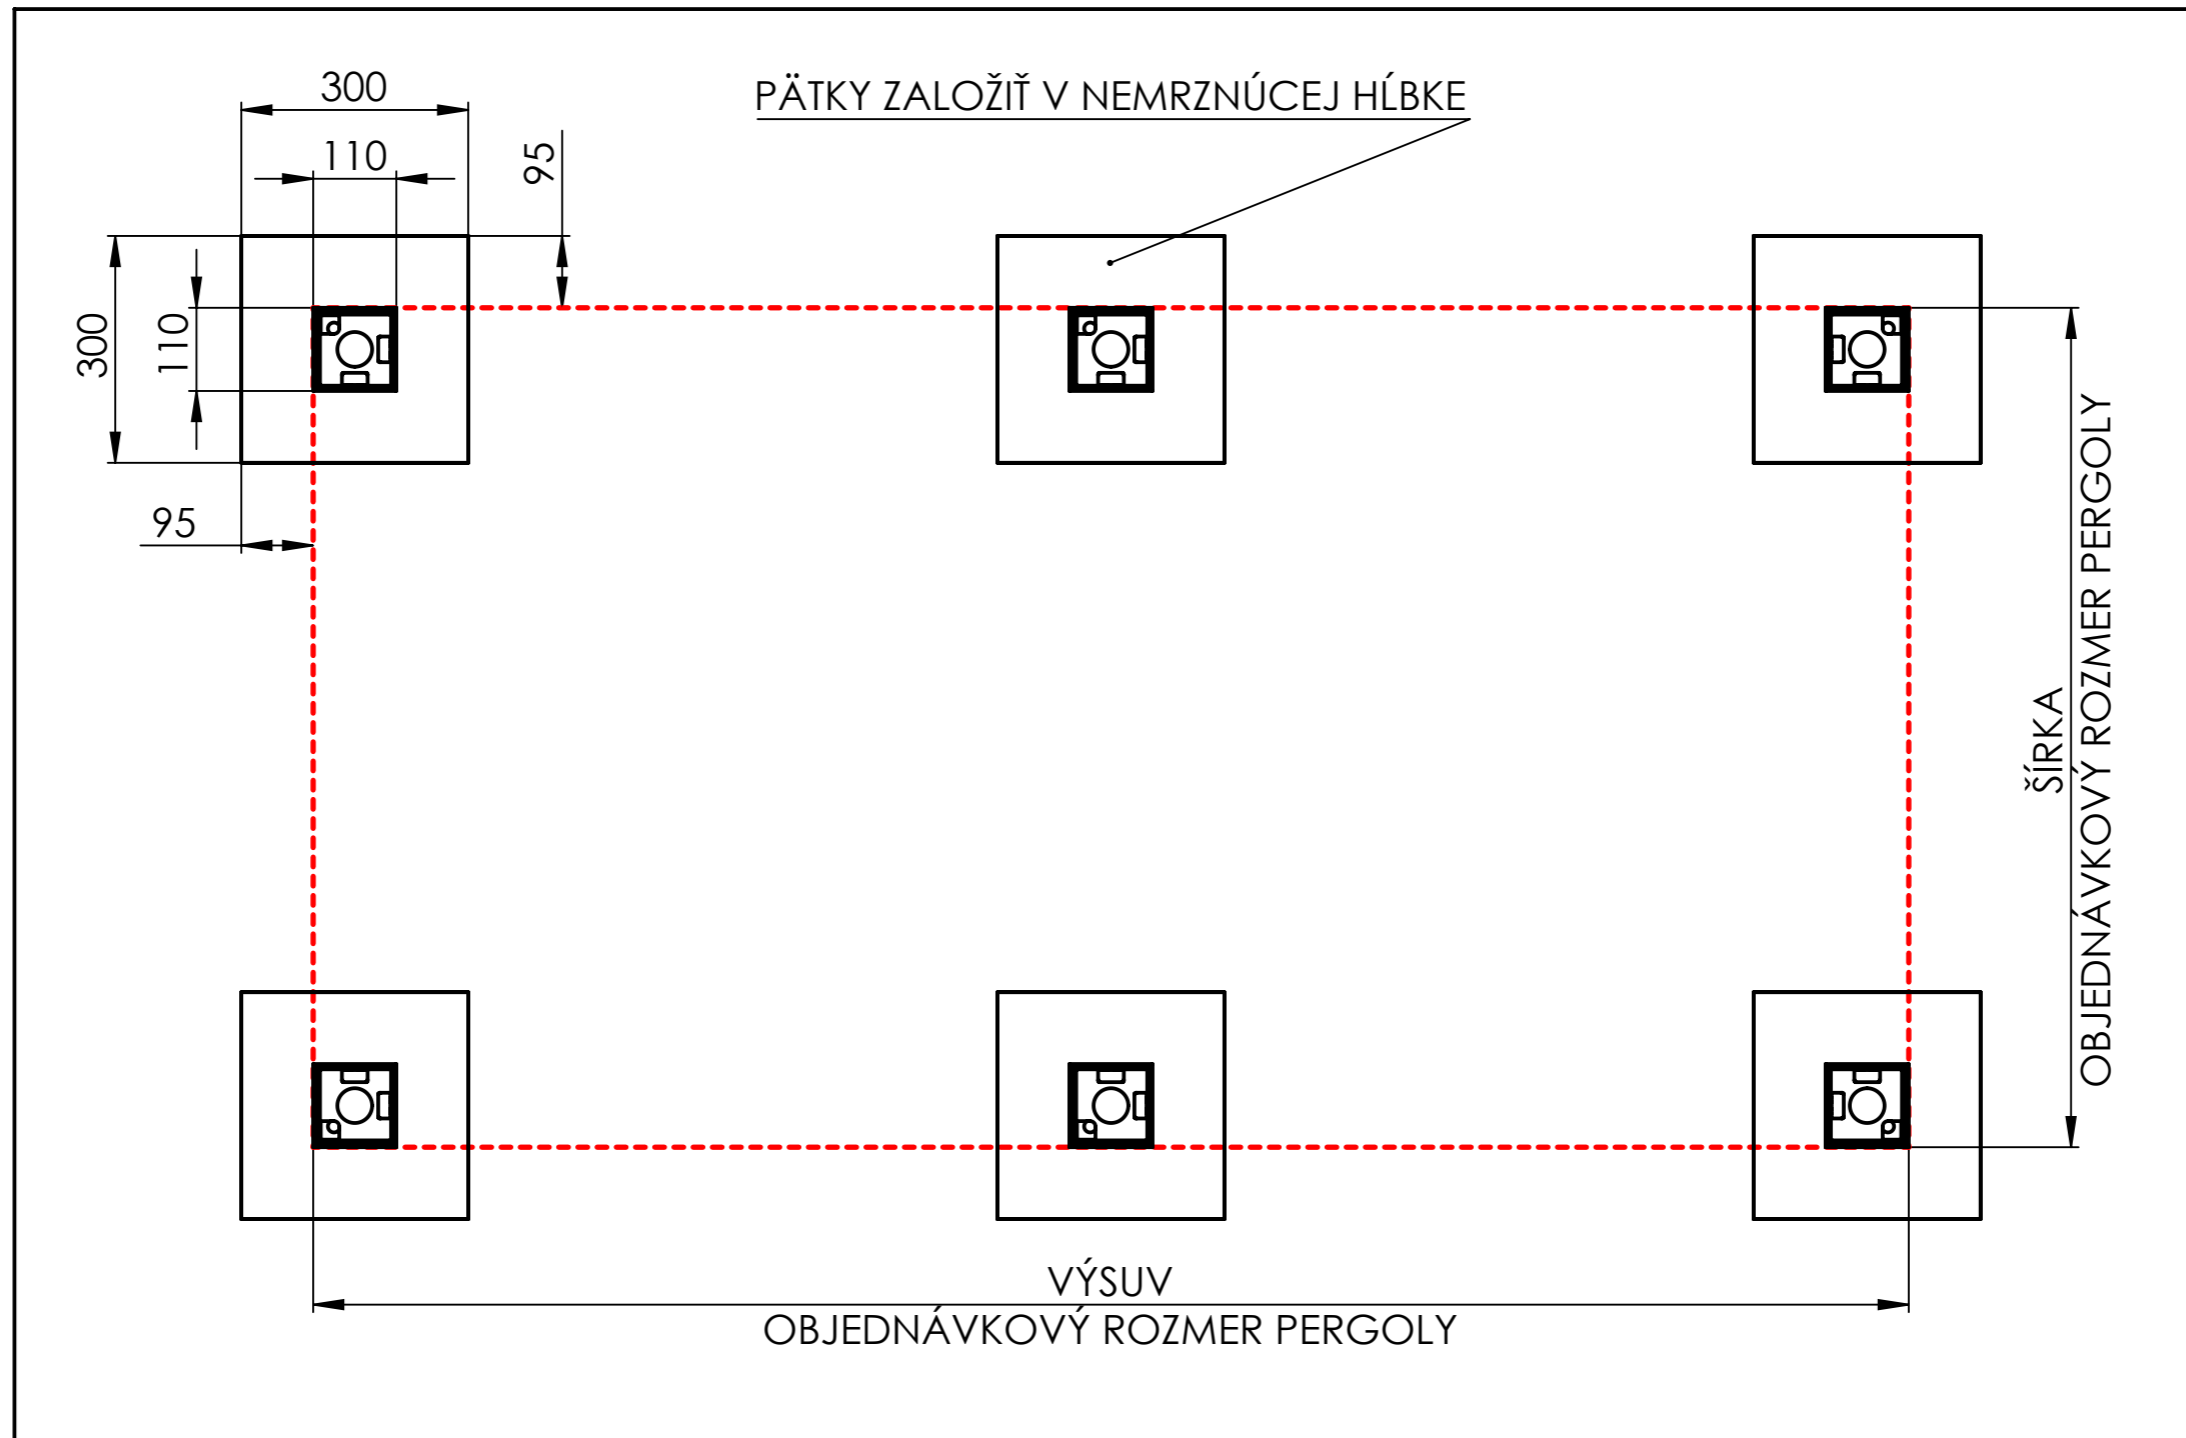 300
PÄTKY ZALOŽIŤ V NEMRZNÚCEJ HĹBKE
110
95
300
110
95
ŠÍRKA
OBJEDNÁVKOVÝ ROZMER PERGOLY
VÝSUV
OBJEDNÁVKOVÝ ROZMER PERGOLY